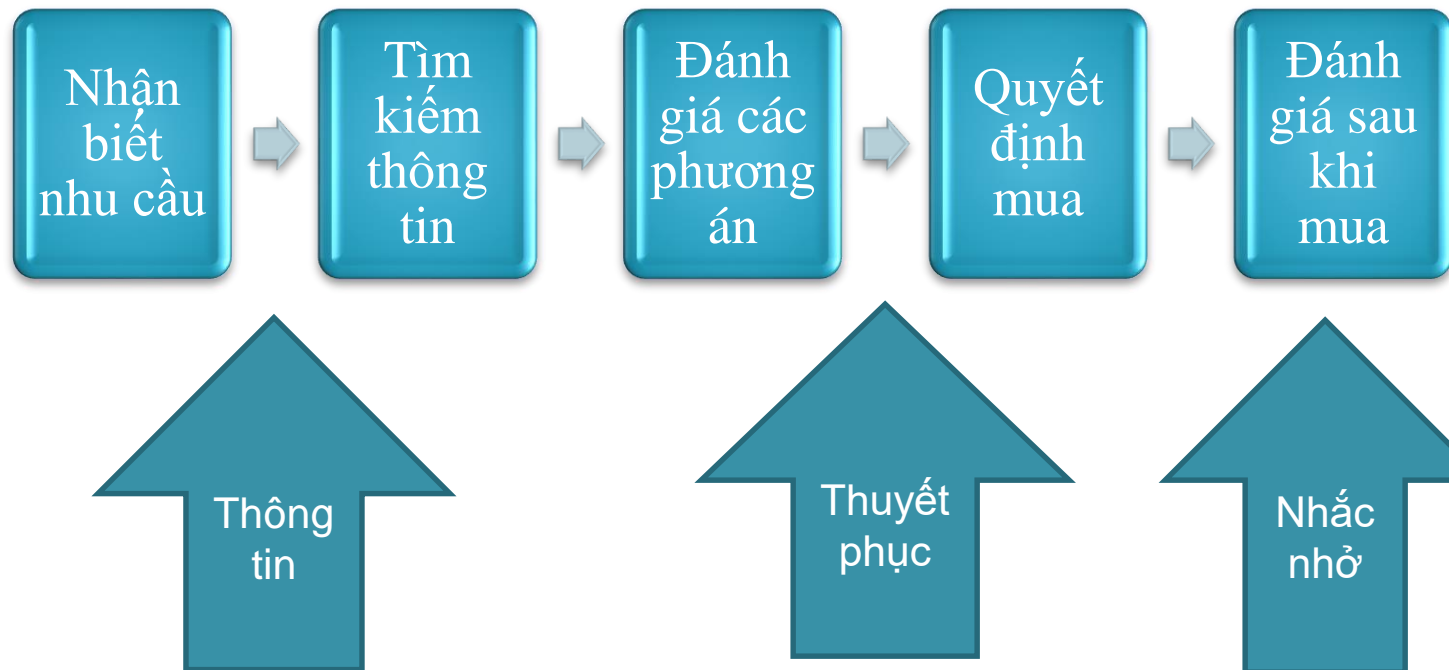 Nhận
biết
nhu cầu
Tìm
kiếm
thông
tin
Đánh
giá các
phương
án
Quyết
định
mua
Đánh
giá sau
khi
mua
Thông
tin
Thuyết
phục
Nhắc
nhở